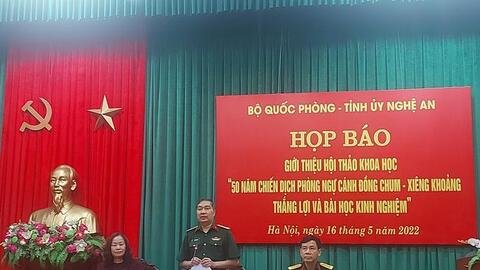 BỘ QUỐC PHÒNG - TỈNH ỦY NGHỆ AN
HỌP BÁO
GIỚI THIỆU HỘI THẢO KHOA HỌC
"50 NĂM CHIẾN DỊCH PHÒNG NGỰ CÁNH ĐỒNG CHUM - XIÊNG KHOẢNG
THẮNG LỢI VÀ BÀI HỌC KINH NGHIỆM"
Hà Nội, ngày 16 tháng 5 năm 2022